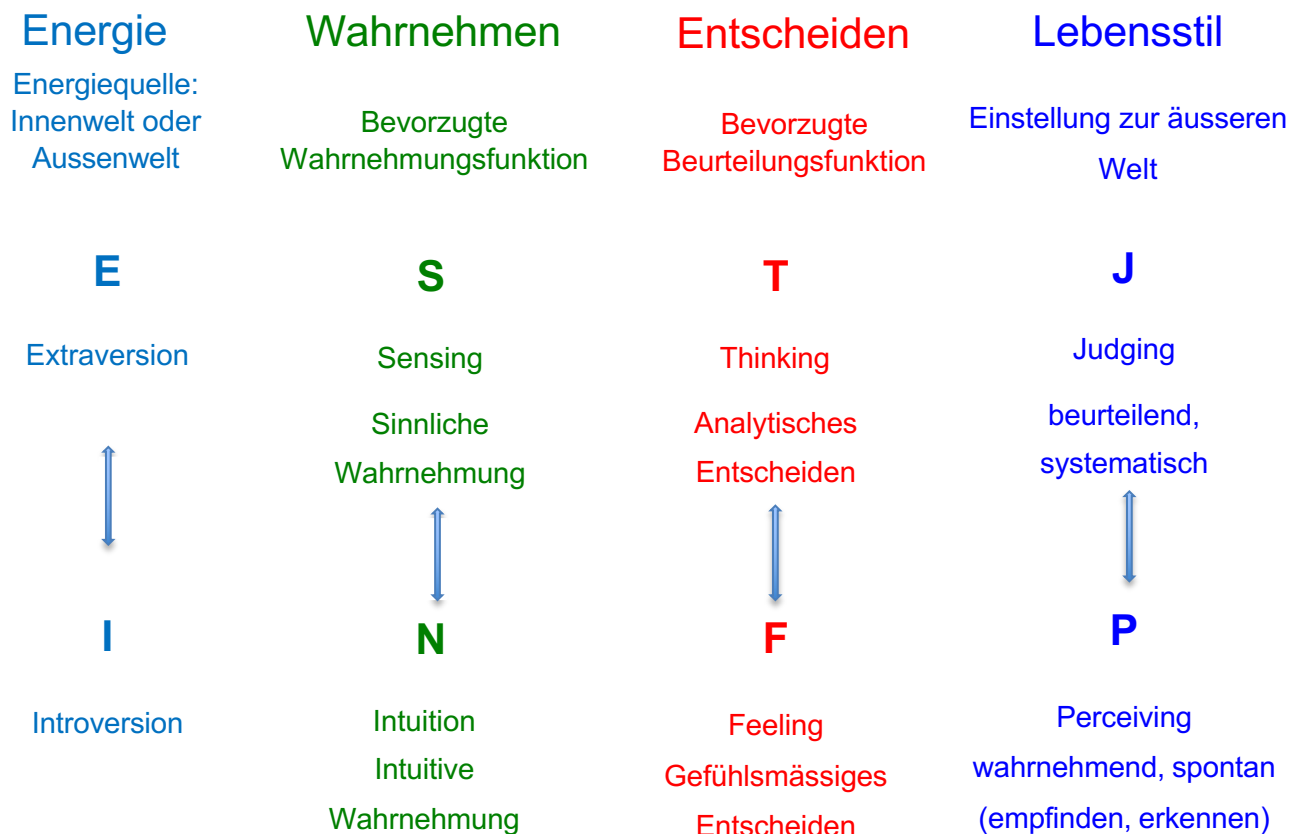 Energie
Energiequelle:
Innenwelt oder
Aussenwelt
E
Extraversion
I
Introversion
Wahrnehmen
Bevorzugte
Wahrnehmungsfunktion
S
Sensing
Sinnliche
Wahrnehmung
N
Intuition
Intuitive
Wahrnehmung
Entscheiden
Bevorzugte
Beurteilungsfunktion
T
Thinking
Analytisches
Entscheiden
F
Feeling
Gefühlsmässiges
Entscheiden
Lebensstil
Einstellung zur äusseren
Welt
J
Judging
beurteilend,
systematisch
P
Perceiving
wahrnehmend, spontan
(empfinden, erkennen)